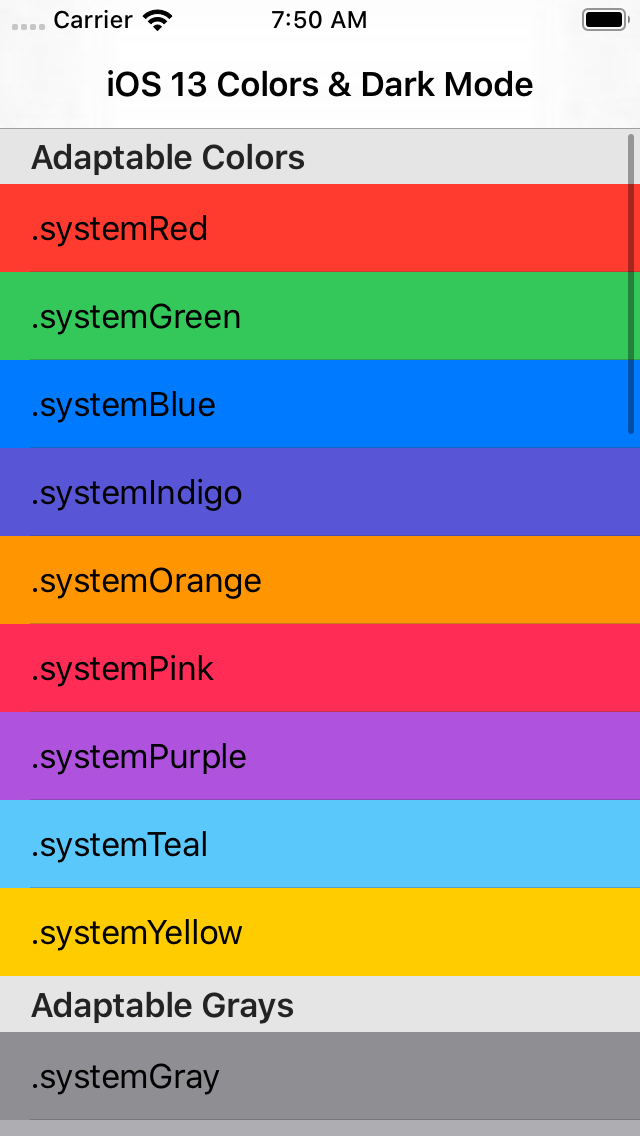 Carrier 7:50 AM
iOS 13 Colors & Dark Mode
Adaptable Colors
.systemRed
.systemGreen
.systemBlue
.systemIndigo
.systemOrange
.systemPink
.systemPurple
.systemTeal
.systemYellow
Adaptable Grays
.systemGray